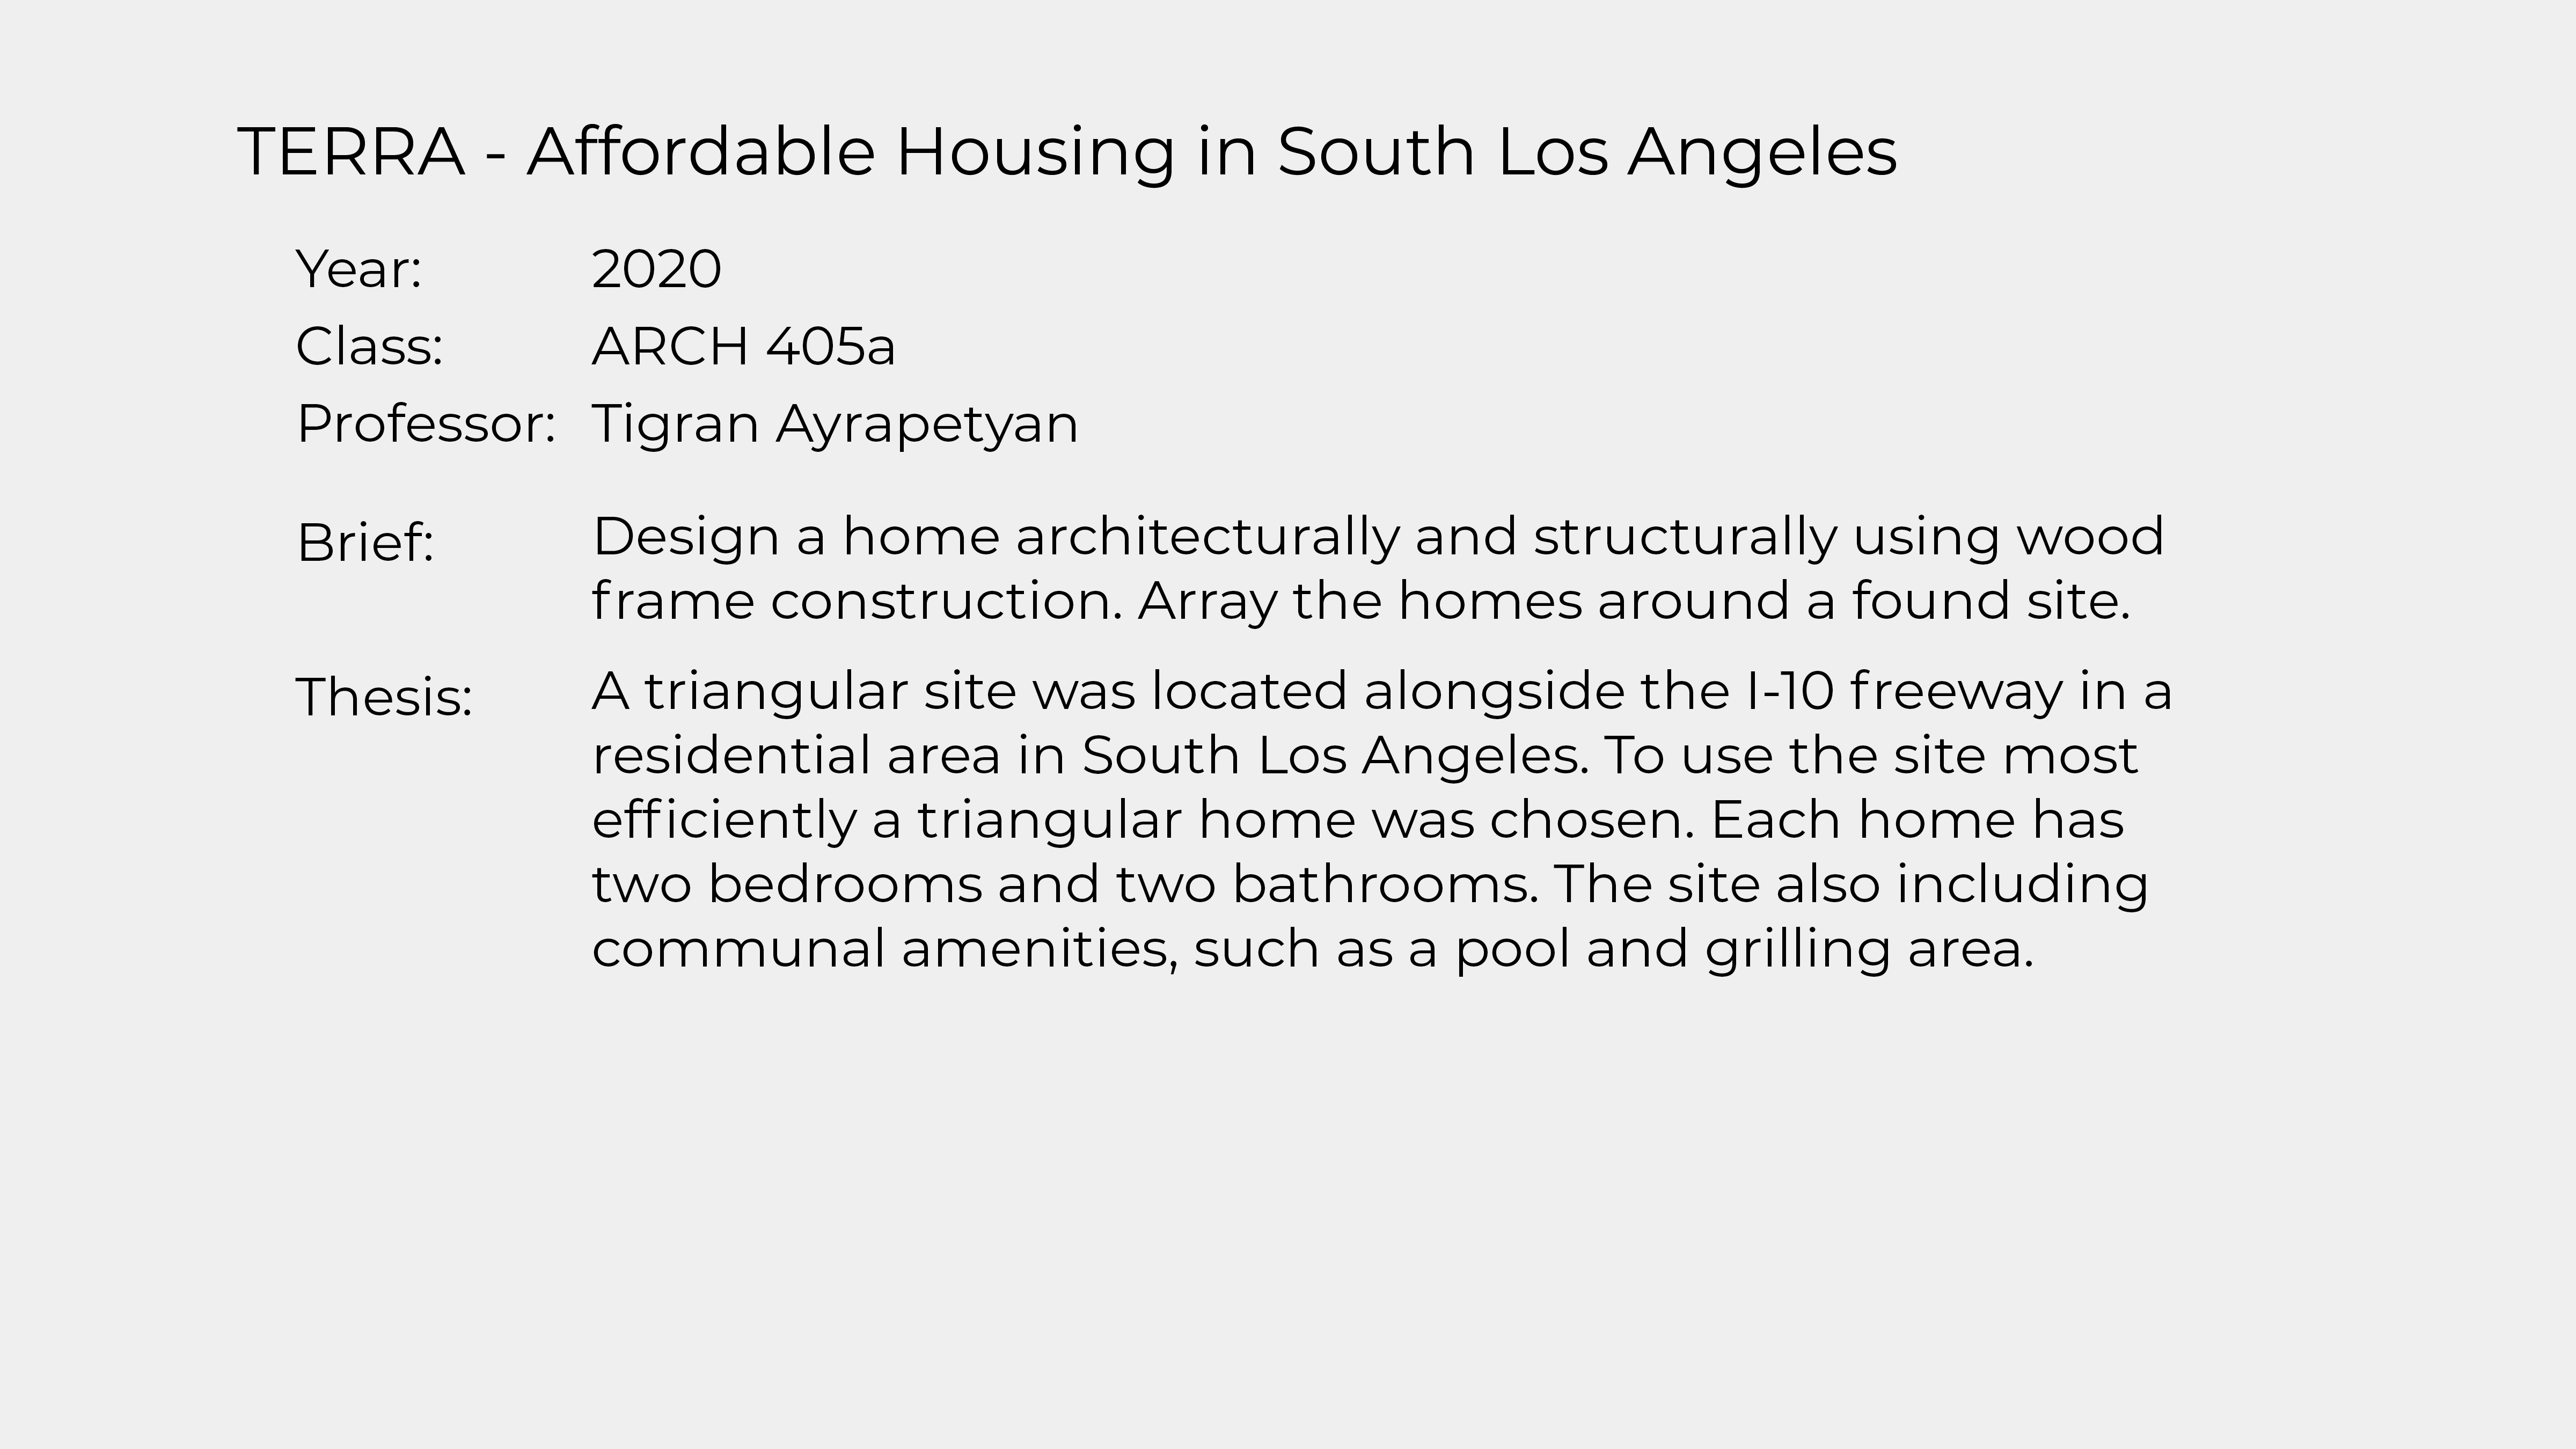 TERRA - Affordable Housing in South Los Angeles
Year: 2020
Class: ARCH 405a
Professor: Tigran Ayrapetyan
Brief: Design a home architecturally and structurally using wood
frame construction. Array the homes around a found site.
Thesis: A triangular site was located alongside the I-10 freeway in a
residential area in South Los Angeles. To use the site most
efficiently a triangular home was chosen. Each home has
two bedrooms and two bathrooms. The site also including
communal amenities, such as a pool and grilling area.